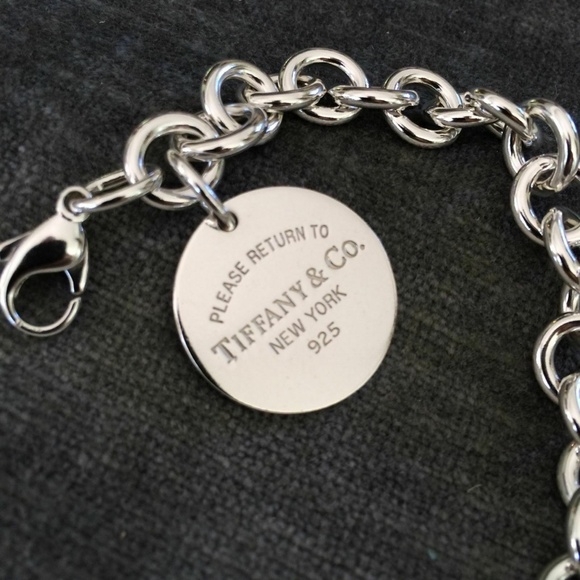 PLEASE RETURN TO
TIFFANY & CO.
NEW YORK
925